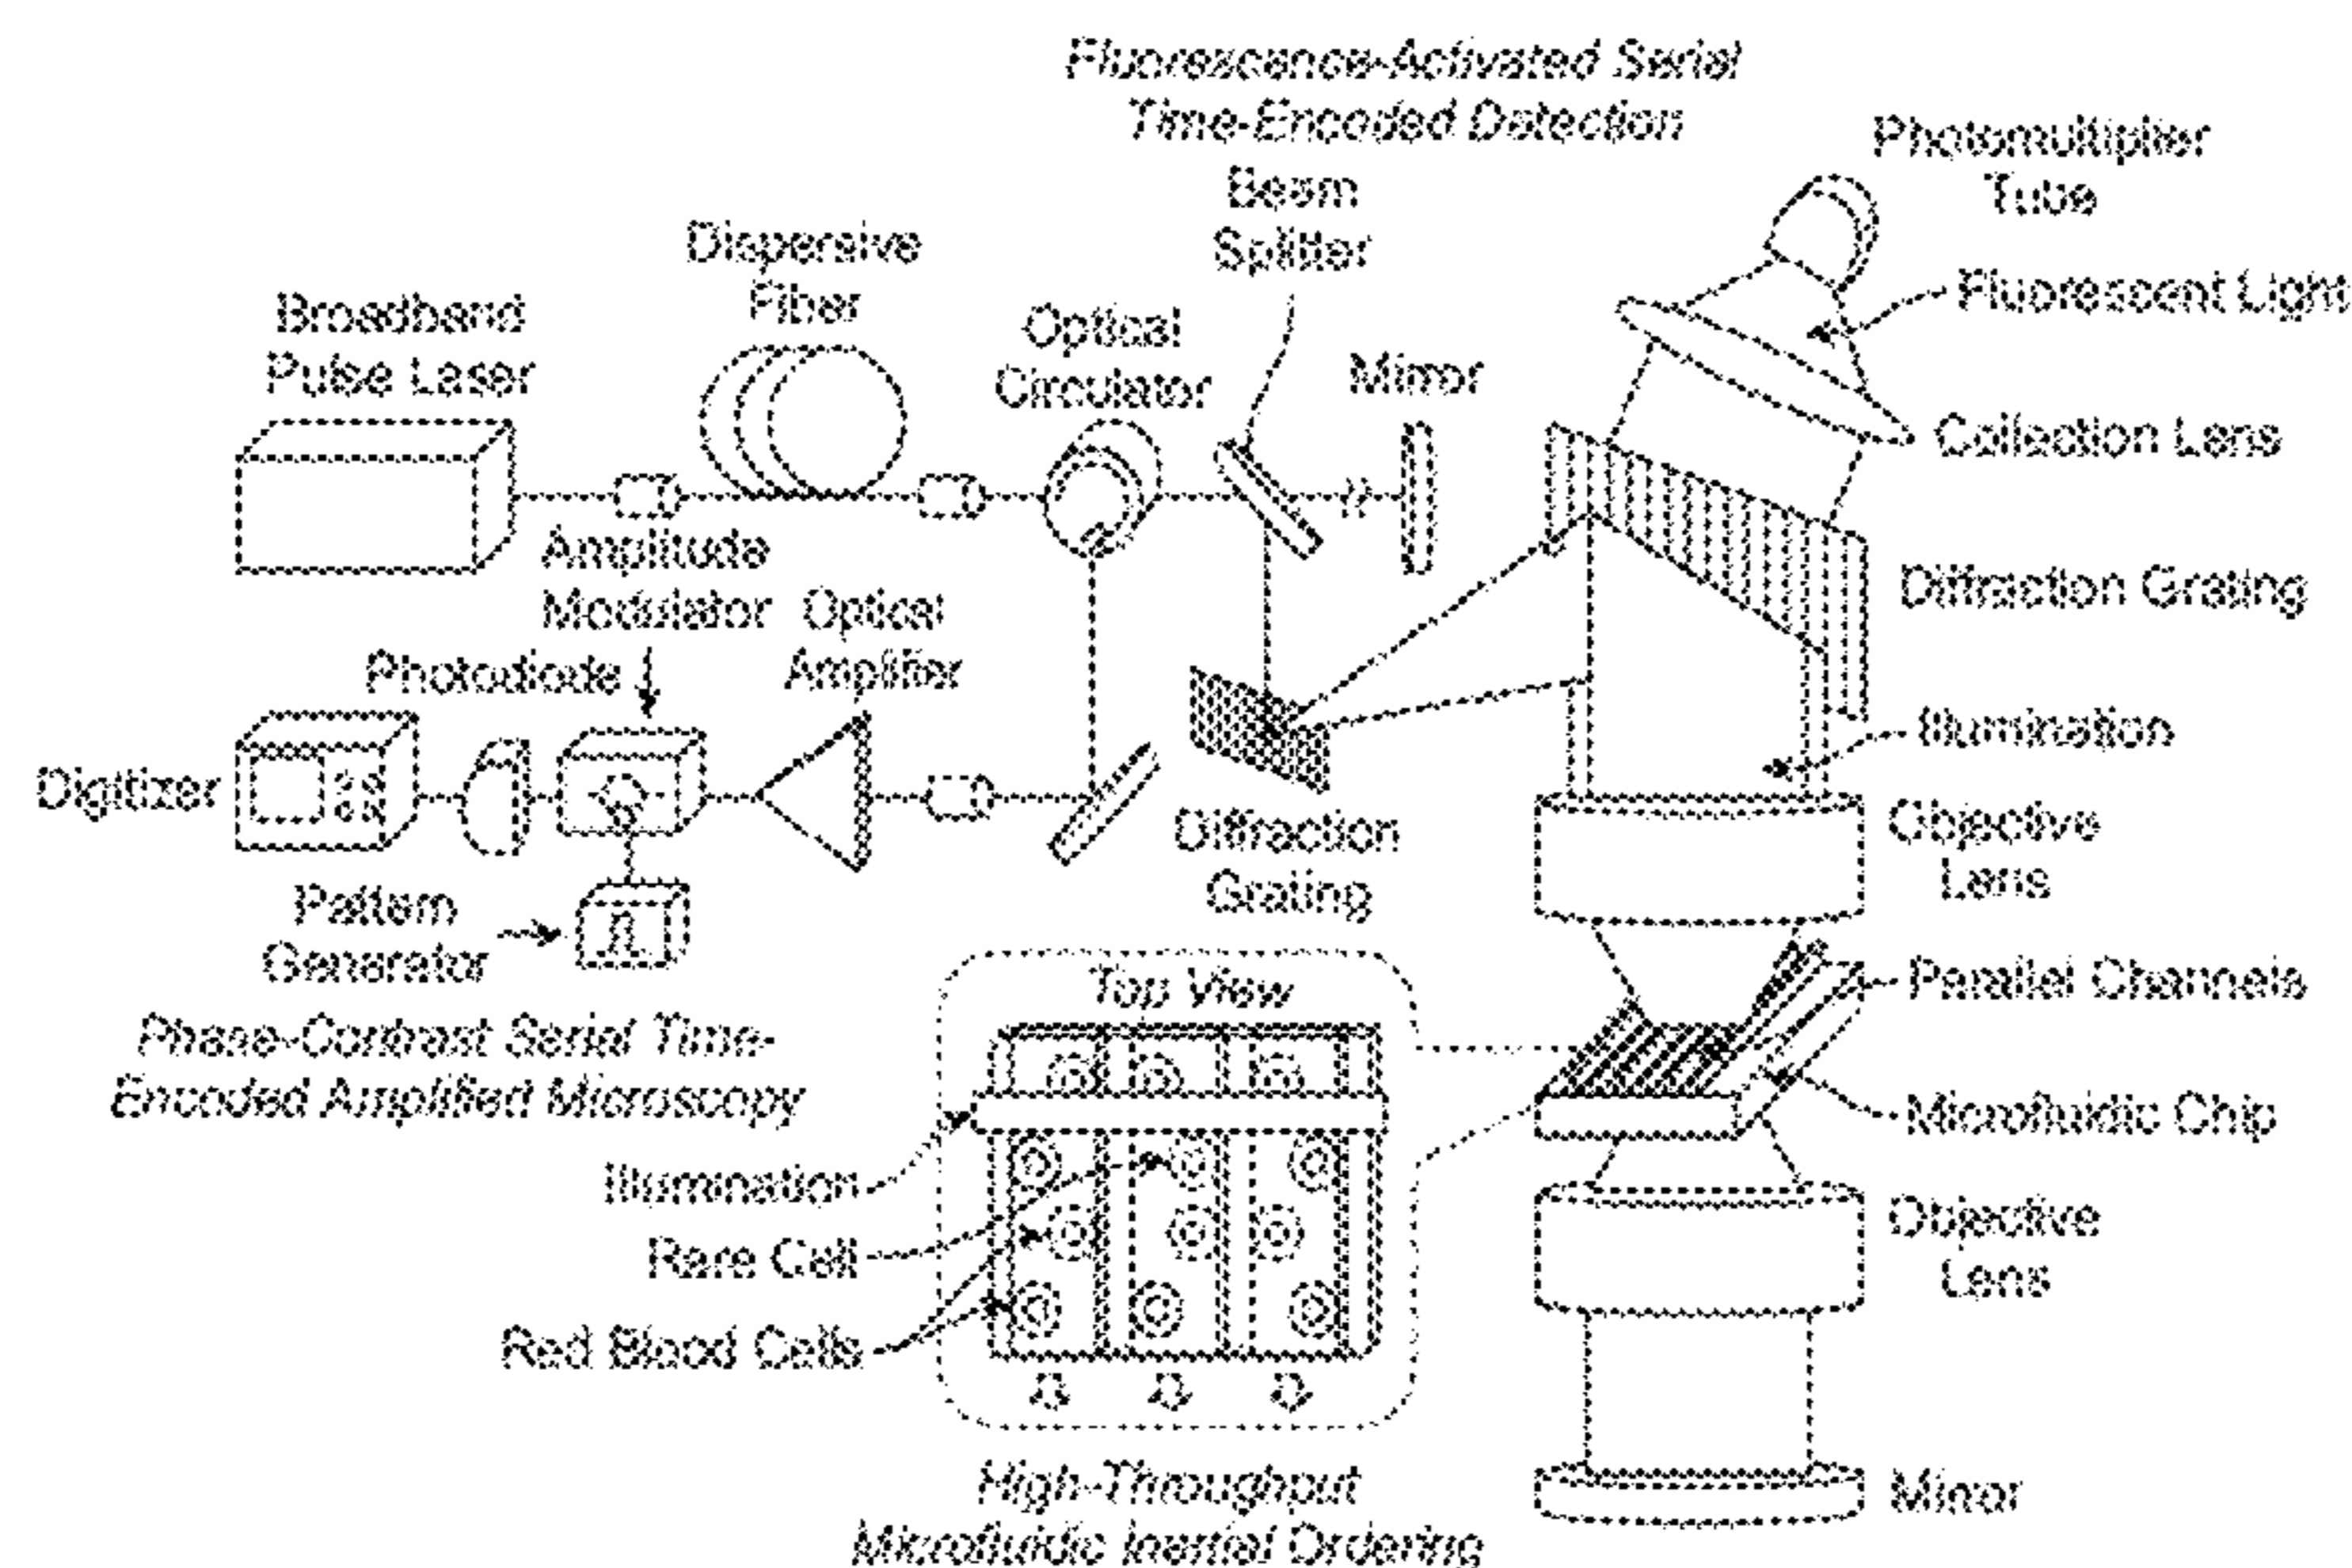 Fluorescence-Activated Serial
Time-Encoded Detection
Beam
Splitter
Photomultiplier
Tube
Dispersive
Fiber
Broadband
Pulse Laser
Optical
Circulator
Mirror
Fluorescent Light
Collection Lens
Amplitude
Modulator
Optical
Amplifier
Photodiode
Diffraction Grating
Digitizer
Illumination
Diffraction
Grating
Objective
Lens
Pattern
Generator
Phase-Contrast Serial Time-
Encoded Amplified Microscopy
Top View
Parallel Channels
Microfluidic Chip
Illumination
Rare Cell
Red Blood Cells
Objective
Lens
High-Throughput
Microfluidic Inertial Ordering
Mirror